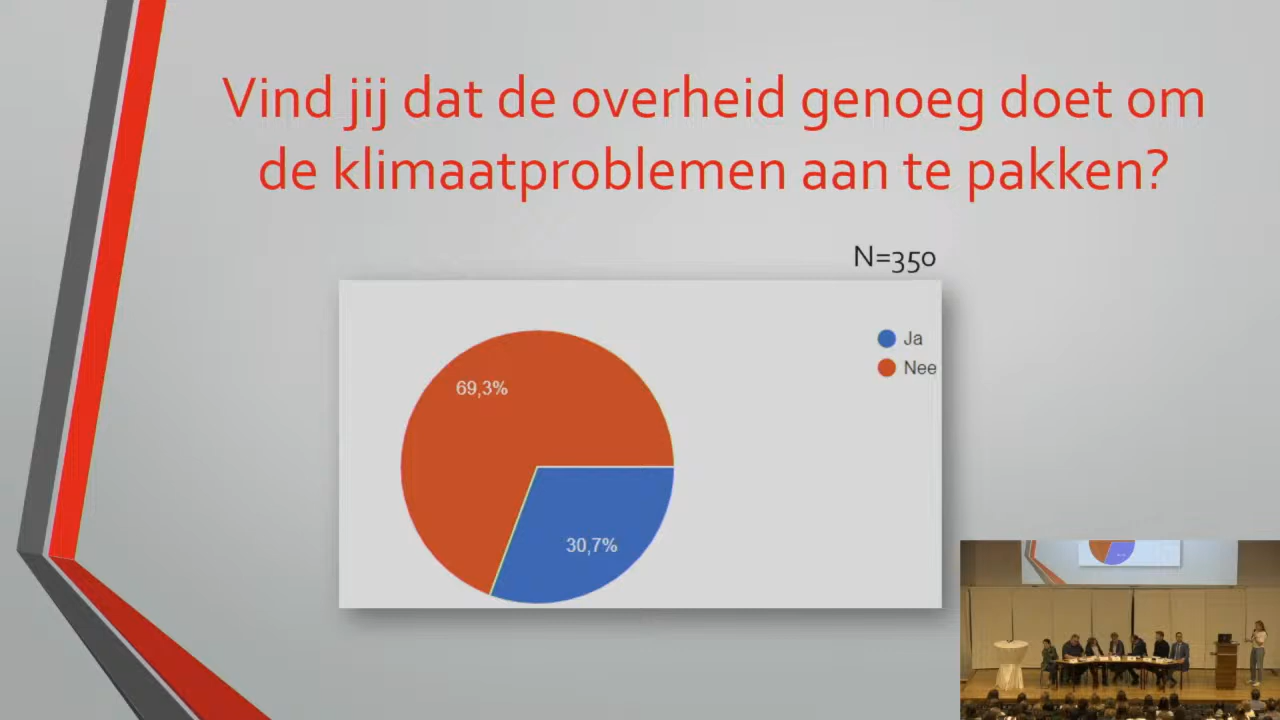 Vind jij dat de overheid genoeg doet om
de klimaatproblemen aan te pakken?
N=350
Ja
Nee
69,3%
30,7%